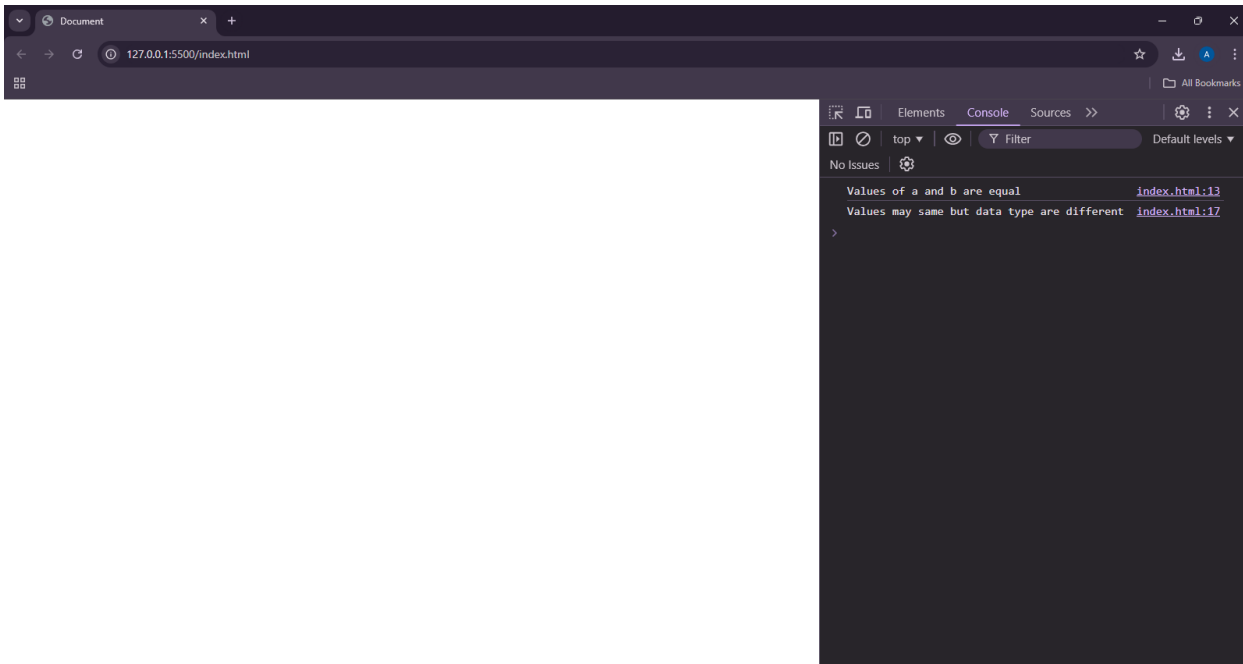 Document
127.0.0.1:5500/index.html
A
All Bookmarks
Elements Console Sources
top Filter Default levels
No Issues
Values of a and b are equal index.html:13
Values may same but data type are different index.html:17